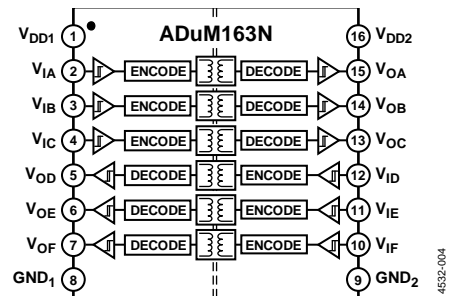 ADuM163N
VDD1 1 16 VDD2
VIA 2 ENCODE DECODE 15 VOA
VIB 3 ENCODE DECODE 14 VOB
VIC 4 ENCODE DECODE 13 VOC
VOD 5 DECODE ENCODE 12 VID
VOE 6 DECODE ENCODE 11 VIE
VOF 7 DECODE ENCODE 10 VIF
GND1 8 9 GND2
4532-004